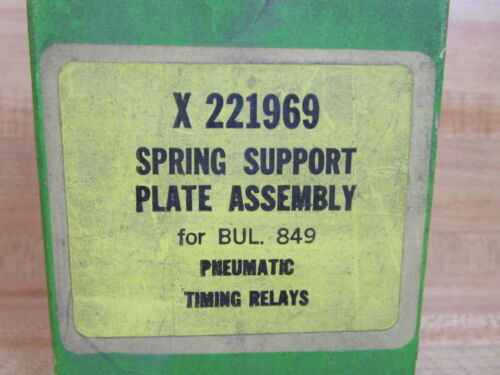 X 221969
SPRING SUPPORT
PLATE ASSEMBLY
for BUL. 849
PNEUMATIC
TIMING RELAYS